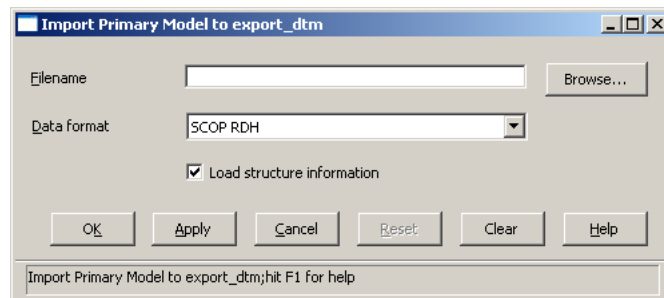 Import Primary Model to export_dtm
Filename
Browse...
Data format
SCOP RDH
Load structure information
OK Apply Cancel Reset Clear Help
Import Primary Model to export_dtm;hit F1 for help